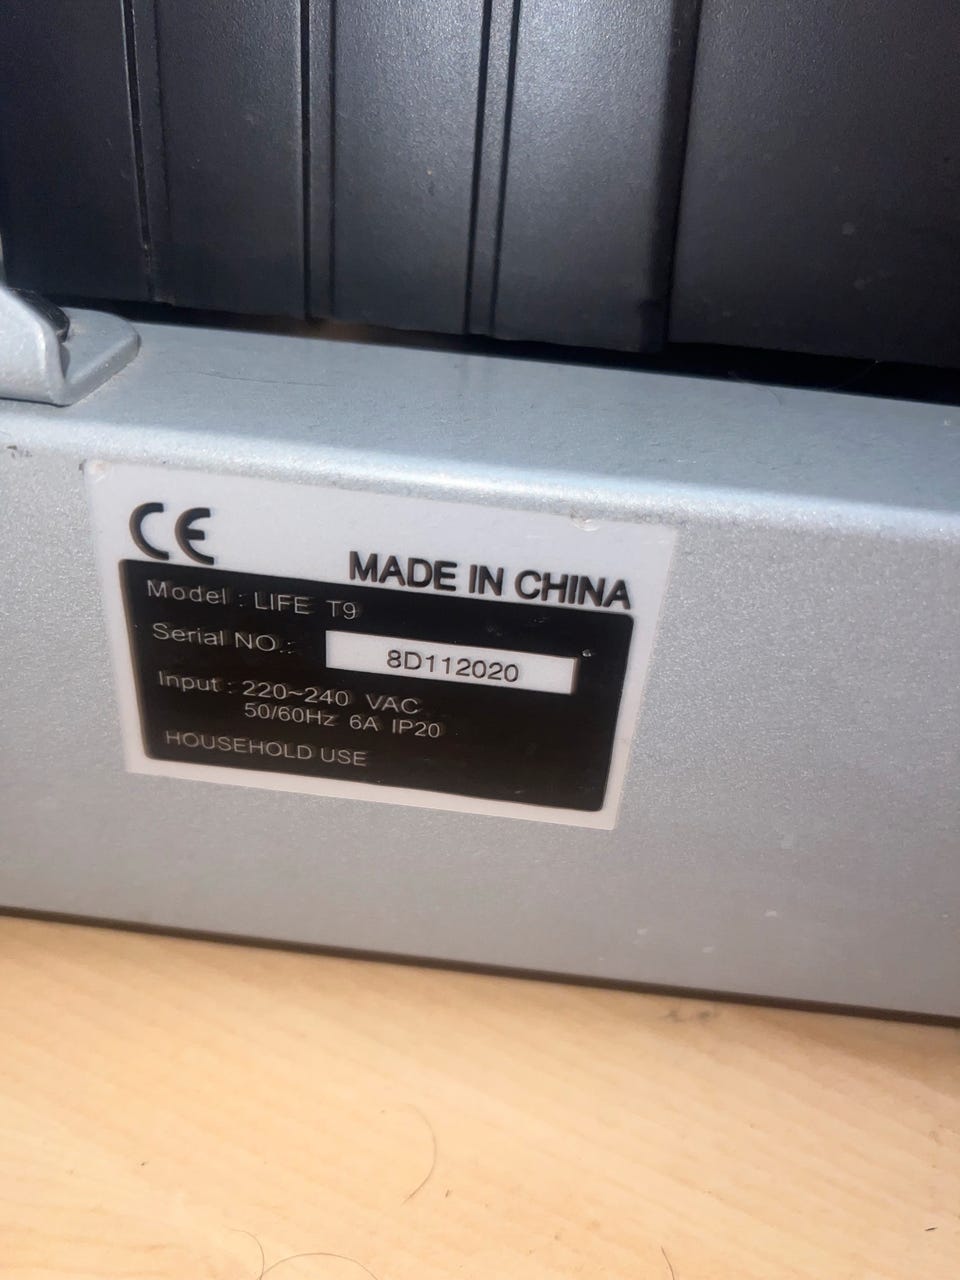 CE
MADE IN CHINA
Model : LIFE T9
Serial NO.: 8D112020
Input : 220~240 VAC
50/60Hz 6A IP20
HOUSEHOLD USE